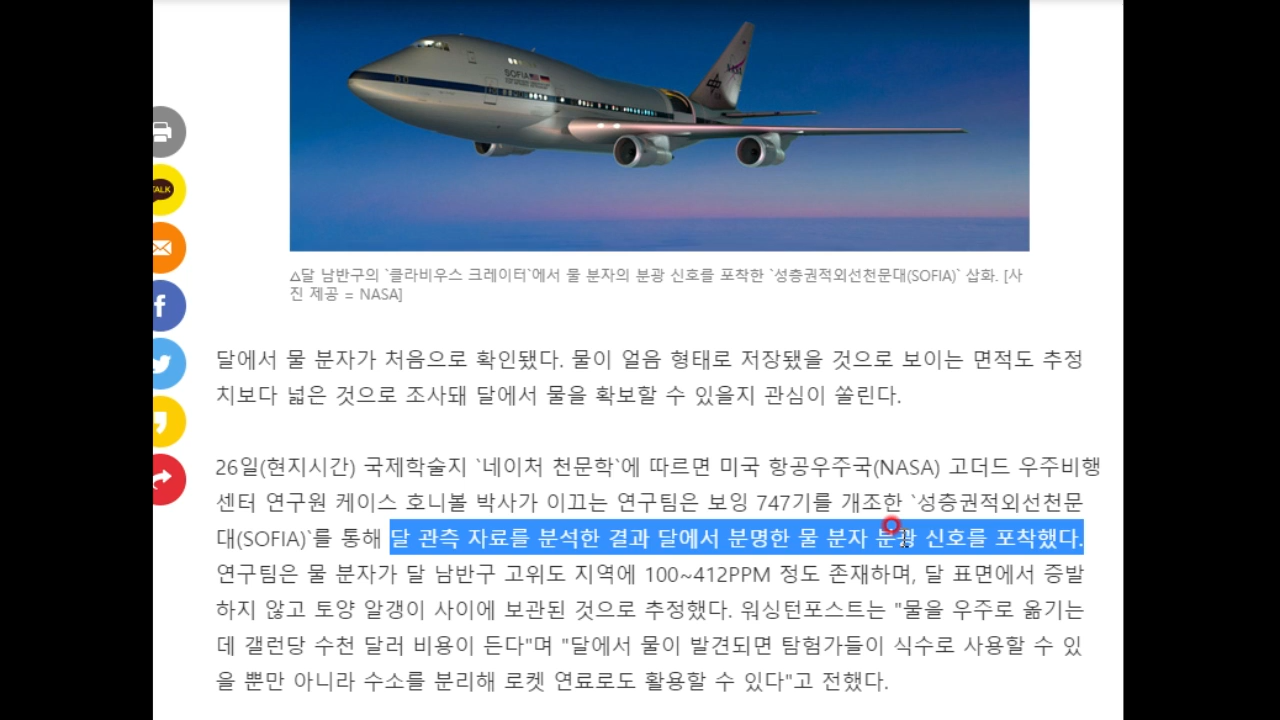 SOFIA
NASA
TALK
△달 남반구의 `클라비우스 크레이터`에서 물 분자의 분광 신호를 포착한 `성층권적외선천문대(SOFIA)` 삽화. [사
진 제공 = NASA]
달에서 물 분자가 처음으로 확인됐다. 물이 얼음 형태로 저장됐을 것으로 보이는 면적도 추정
치보다 넓은 것으로 조사돼 달에서 물을 확보할 수 있을지 관심이 쏠린다.
26일(현지시간) 국제학술지 `네이처 천문학`에 따르면 미국 항공우주국(NASA) 고더드 우주비행
센터 연구원 케이스 호니볼 박사가 이끄는 연구팀은 보잉 747기를 개조한 `성층권적외선천문
대(SOFIA)`를 통해 달 관측 자료를 분석한 결과 달에서 분명한 물 분자 분광 신호를 포착했다.
연구팀은 물 분자가 달 남반구 고위도 지역에 100~412PPM 정도 존재하며, 달 표면에서 증발
하지 않고 토양 알갱이 사이에 보관된 것으로 추정했다. 워싱턴포스트는 "물을 우주로 옮기는
데 갤런당 수천 달러 비용이 든다"며 "달에서 물이 발견되면 탐험가들이 식수로 사용할 수 있
을 뿐만 아니라 수소를 분리해 로켓 연료로도 활용할 수 있다"고 전했다.